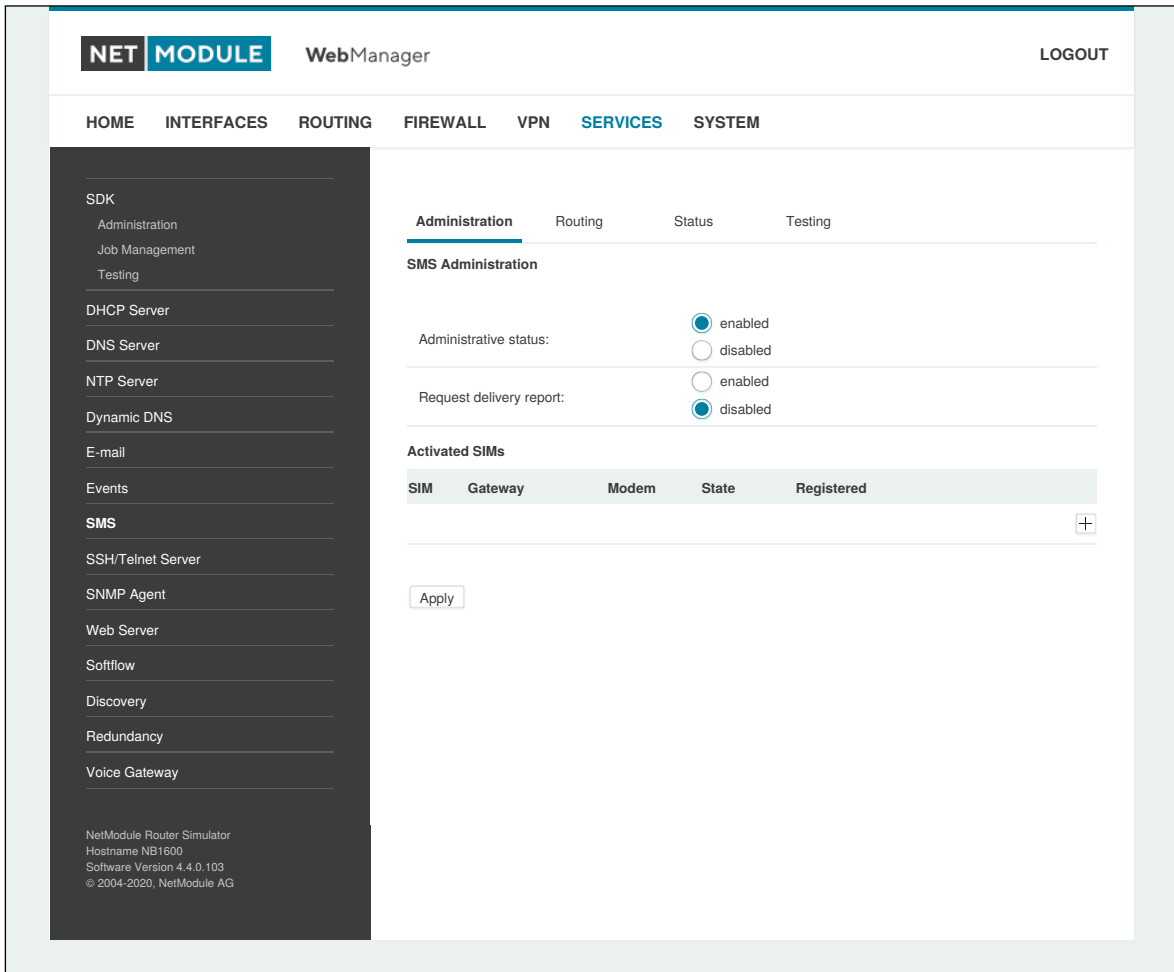 NET MODULE WebManager LOGOUT
HOME INTERFACES ROUTING FIREWALL VPN SERVICES SYSTEM
SDK
Administration
Job Management
Testing
DHCP Server
DNS Server
NTP Server
Dynamic DNS
E-mail
Events
SMS
SSH/Telnet Server
SNMP Agent
Web Server
Softflow
Discovery
Redundancy
Voice Gateway
NetModule Router Simulator
Hostname NB1600
Software Version 4.4.0.103
© 2004-2020, NetModule AG
Administration Routing Status Testing
SMS Administration
Administrative status:
enabled
disabled
Request delivery report:
enabled
disabled
Activated SIMs
SIM Gateway Modem State Registered
Apply